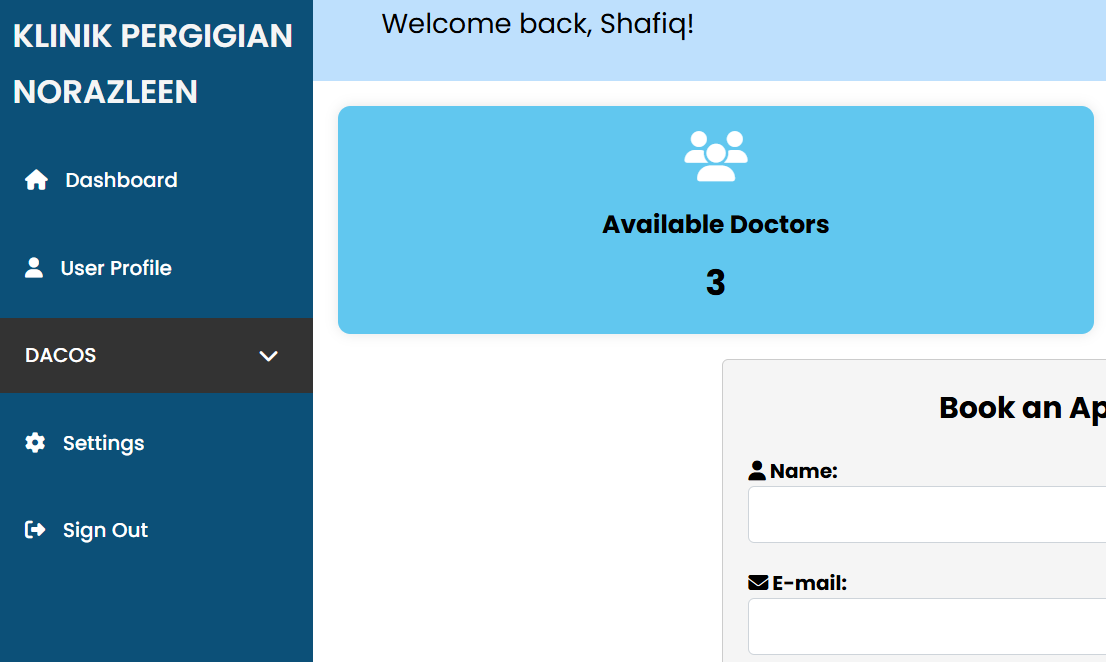 KLINIK PERGIGIAN
NORAZLEEN
Dashboard
User Profile
DACOS
Settings
Sign Out
Welcome back, Shafiq!
Available Doctors
3
Book an Ap
Name:
E-mail: